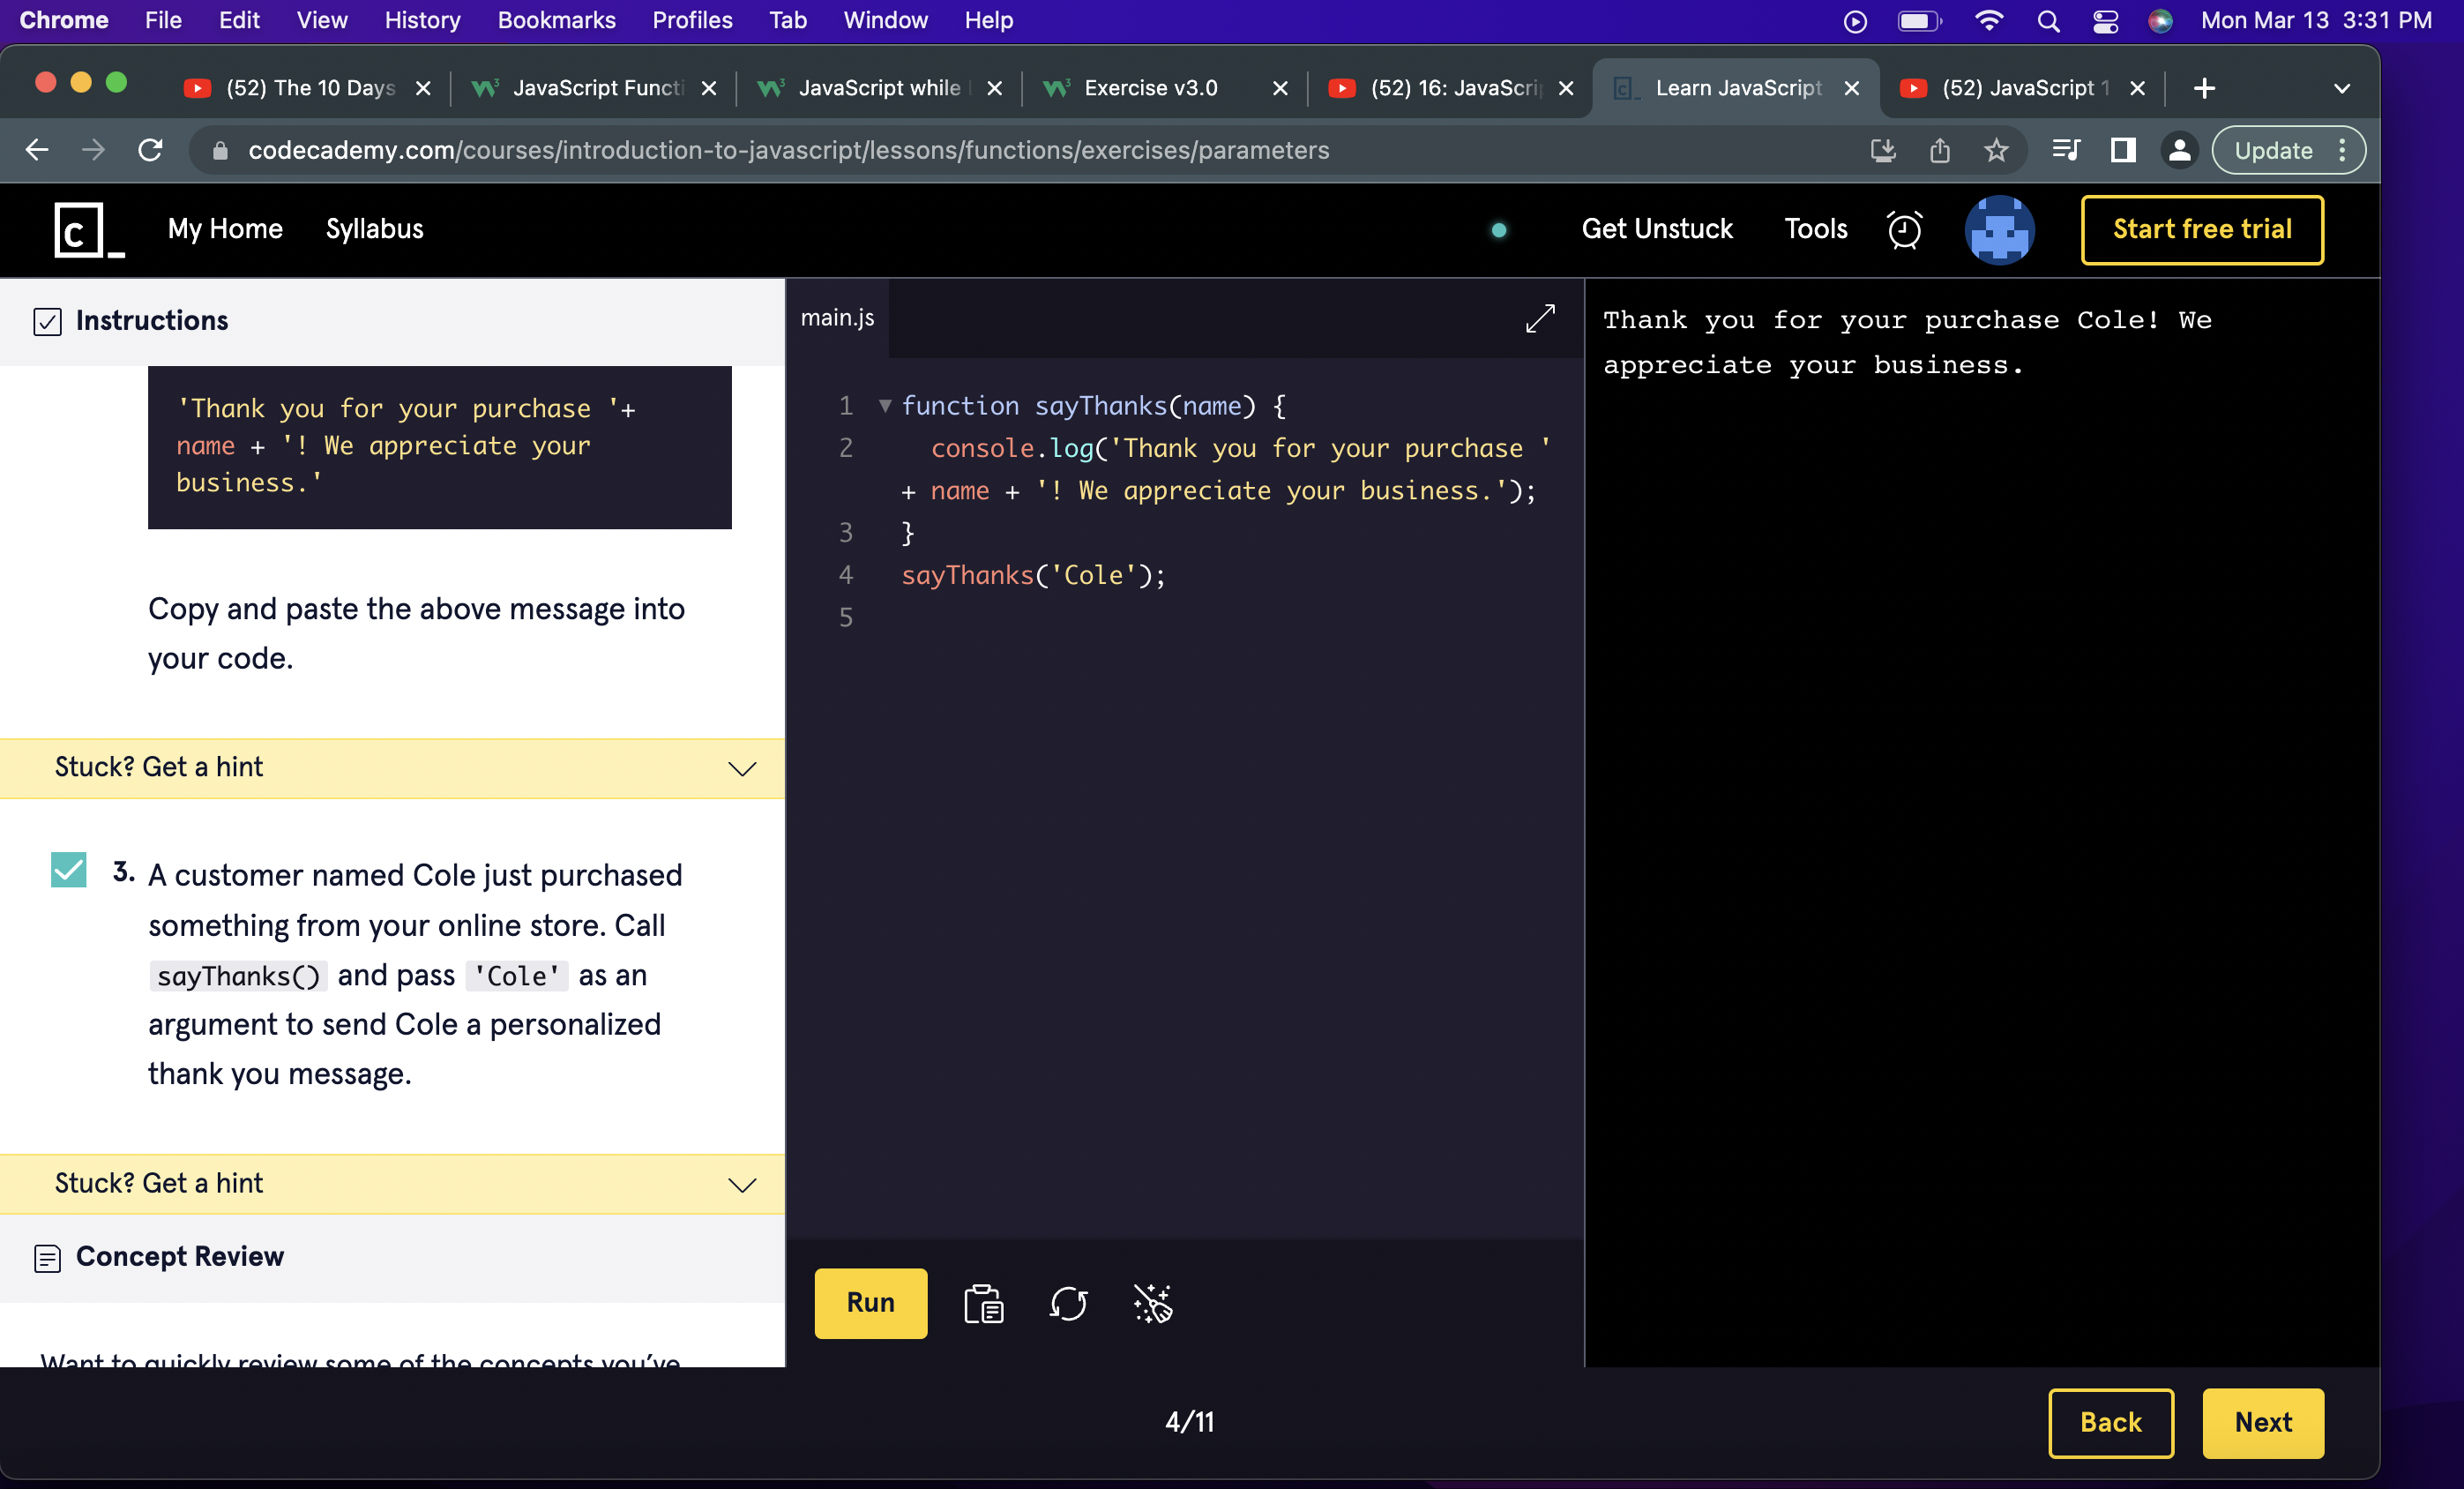 Chrome File Edit View History Bookmarks Profiles Tab Window Help Mon Mar 13 3:31 PM
(52) The 10 Days JavaScript Functi JavaScript while Exercise v3.0 (52) 16: JavaScri Learn JavaScript (52) JavaScript 1
codecademy.com/courses/introduction-to-javascript/lessons/functions/exercises/parameters Update
c_ My Home Syllabus Get Unstuck Tools Start free trial
Instructions
'Thank you for your purchase '+
name + '! We appreciate your
business.'
Copy and paste the above message into
your code.
Stuck? Get a hint
3. A customer named Cole just purchased
something from your online store. Call
sayThanks() and pass 'Cole' as an
argument to send Cole a personalized
thank you message.
Stuck? Get a hint
Concept Review
Want to quickly review some of the concepts you've
main.js
1 function sayThanks(name) {
2 console.log('Thank you for your purchase '
+ name + '! We appreciate your business.');
3 }
4 sayThanks('Cole');
5
Run
Thank you for your purchase Cole! We
appreciate your business.
4/11
Back Next